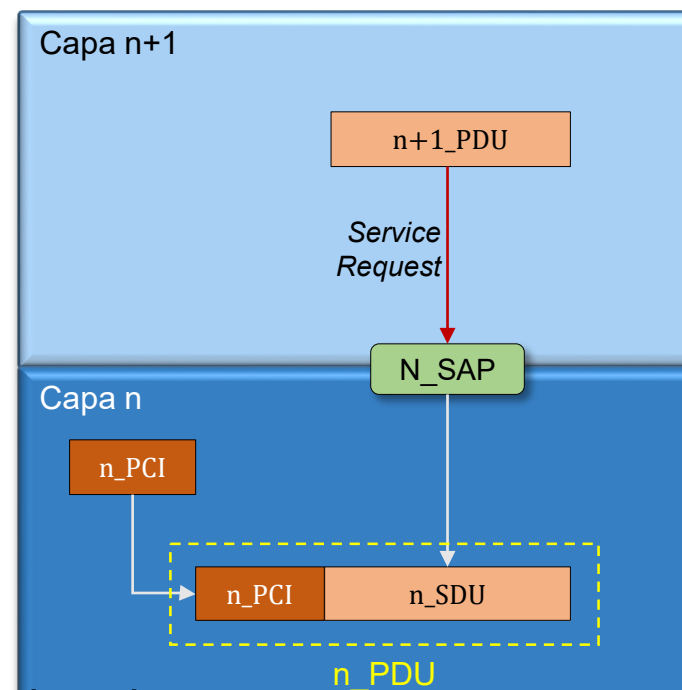 Capa n+1
n+1_PDU
Service
Request
N_SAP
Capa n
n_PCI
n_PCI
n_SDU
n_PDU